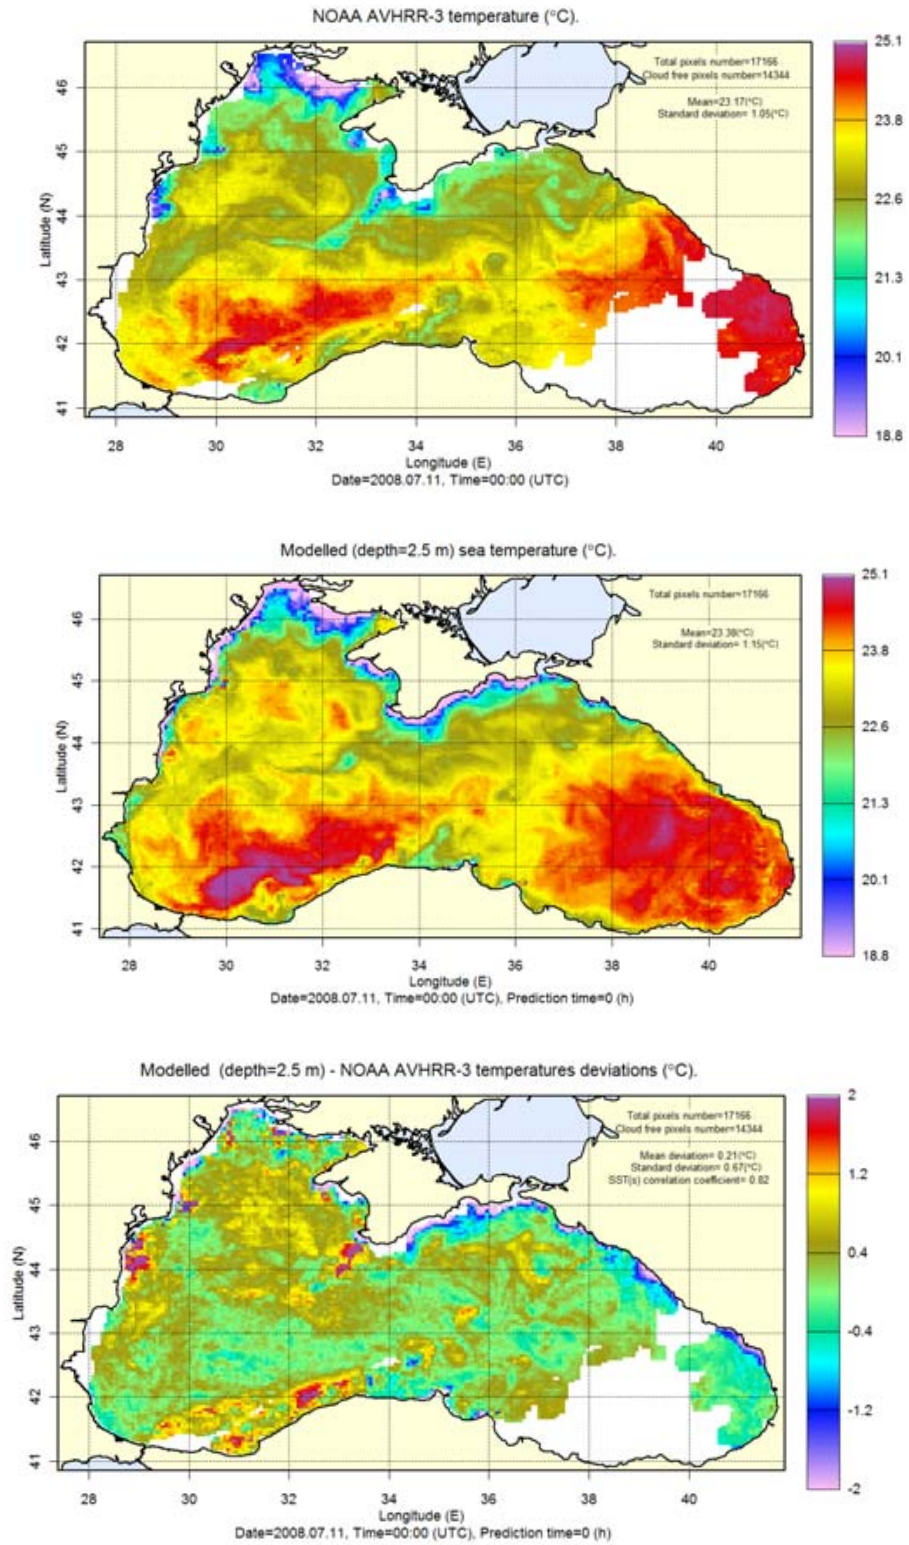 NOAA AVHRR-3 temperature (°C).
Total pixels number=17166
Cloud free pixels number=14344
Mean=23.17(°C)
Standard deviation= 1.05(°C)
Latitude (N)
46
45
44
43
42
41
28 30 32 34 36 38 40
Longitude (E)
Date=2008.07.11, Time=00:00 (UTC)
25.1
23.8
22.6
21.3
20.1
18.8
Modelled (depth=2.5 m) sea temperature (°C).
Total pixels number=17166
Mean=23.38(°C)
Standard deviation= 1.15(°C)
Latitude (N)
46
45
44
43
42
41
28 30 32 34 36 38 40
Longitude (E)
Date=2008.07.11, Time=00:00 (UTC), Prediction time=0 (h)
25.1
23.8
22.6
21.3
20.1
18.8
Modelled (depth=2.5 m) - NOAA AVHRR-3 temperatures deviations (°C).
Total pixels number=17166
Cloud free pixels number=14344
Mean deviation= 0.21(°C)
Standard deviation= 0.67(°C)
SST(s) correlation coefficient= 0.82
Latitude (N)
46
45
44
43
42
41
28 30 32 34 36 38 40
Longitude (E)
Date=2008.07.11, Time=00:00 (UTC), Prediction time=0 (h)
2
1.2
0.4
-0.4
-1.2
-2